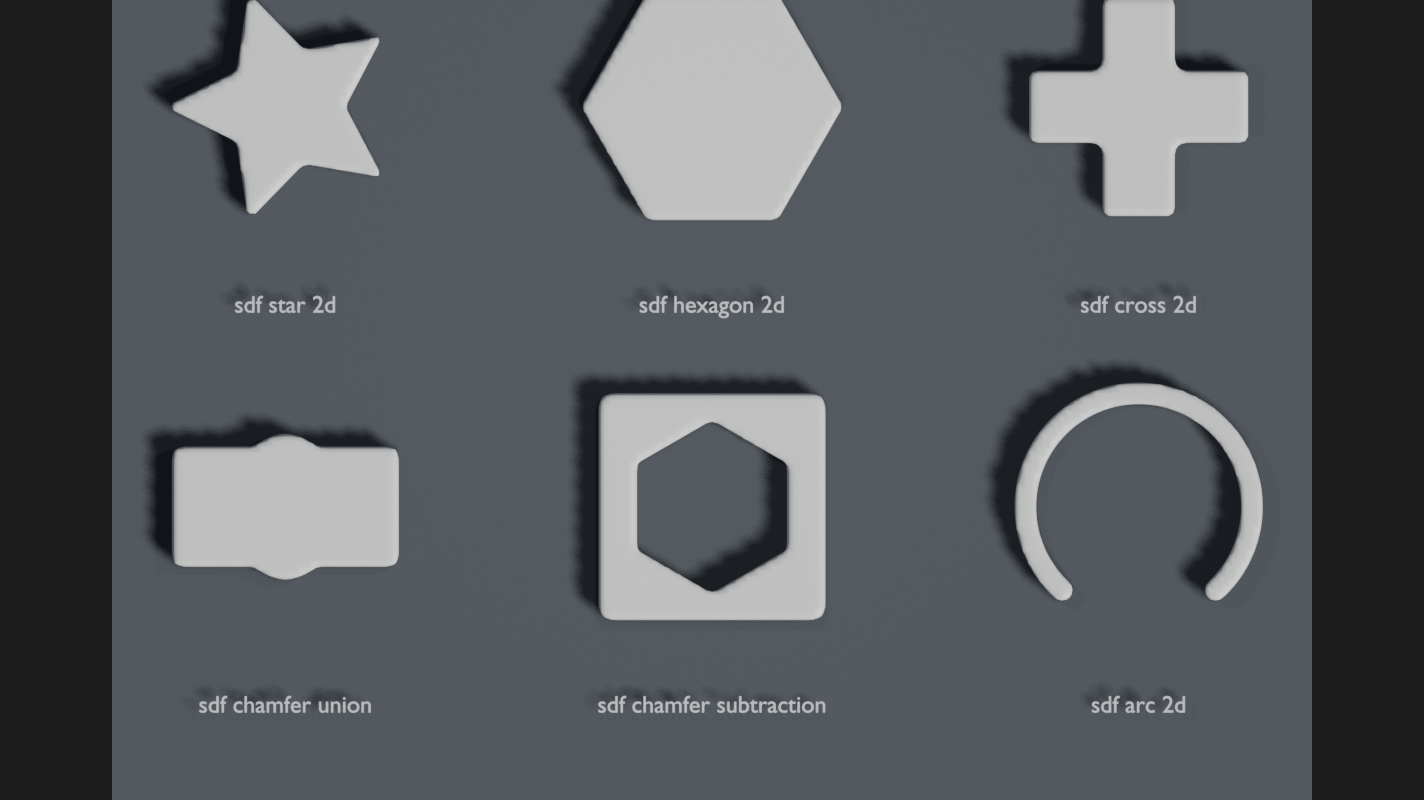 sdf star 2d
sdf hexagon 2d
sdf cross 2d
sdf chamfer union
sdf chamfer subtraction
sdf arc 2d